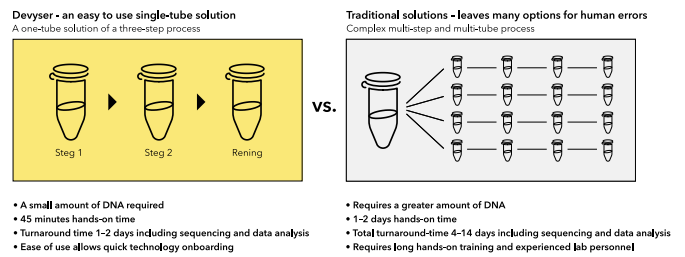 Devyser - an easy to use single-tube solution
A one-tube solution of a three-step process
Steg 1
Steg 2
Rening
• A small amount of DNA required
• 45 minutes hands-on time
• Turnaround time 1–2 days including sequencing and data analysis
• Ease of use allows quick technology onboarding
vs.
Traditional solutions – leaves many options for human errors
Complex multi-step and multi-tube process
• Requires a greater amount of DNA
• 1–2 days hands-on time
• Total turnaround-time 4–14 days including sequencing and data analysis
• Requires long hands-on training and experienced lab personnel